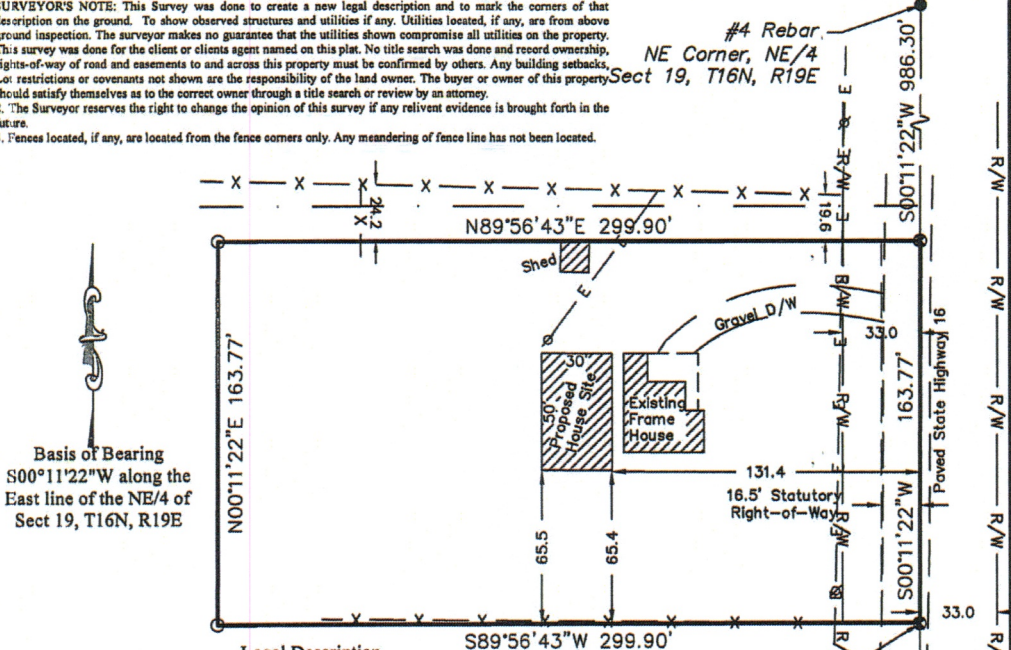 SURVEYOR'S NOTE: This Survey was done to create a new legal description and to mark the corners of that
description on the ground. To show observed structures and utilities if any. Utilities located, if any, are from above
ground inspection. The surveyor makes no guarantee that the utilities shown compromise all utilities on the property.
This survey was done for the client or clients agent named on this plat. No title search was done and record ownership,
rights-of-way of road and easements to and across this property must be confirmed by others. Any building setbacks,
Lot restrictions or covenants not shown are the responsibility of the land owner. The buyer or owner of this property
should satisfy themselves as to the correct owner through a title search or review by an attorney.
. The Surveyor reserves the right to change the opinion of this survey if any relivent evidence is brought forth in the
future.
. Fences located, if any, are located from the fence corners only. Any meandering of fence line has not been located.
#4 Rebar
NE Corner, NE/4
Sect 19, T16N, R19E
S00°11'22"W 986.30'
E
R/W
E
R/W
X X X X X X X X X X
24.2
X
19.6
E
N89°56'43"E 299.90'
Shed
E
R/W
R/W
Gravel D/W
33.0
E
Paved State Highway 16
N00°11'22"E 163.77'
30'
50'
Proposed
House Site
Existing
Frame
House
S00°11'22"W 163.77'
R/W
R/W
131.4
Basis of Bearing
S00°11'22"W along the
East line of the NE/4 of
Sect 19, T16N, R19E
E
16.5' Statutory
Right-of-Way
R/W
R/W
65.5
65.4
33.0
X X X X X X X X
S89°56'43"W 299.90'
Legal Description